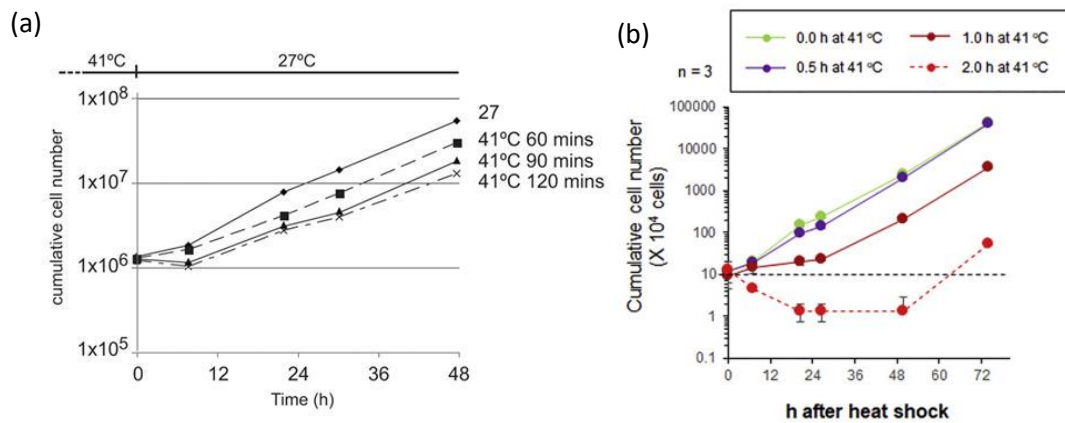 (a)
41ºC 27ºC
1x10⁸
1x10⁷
1x10⁶
1x10⁵
cumulative cell number
27
41ºC 60 mins
41ºC 90 mins
41ºC 120 mins
0 12 24 36 48
Time (h)
(b)
0.0 h at 41 ºC 1.0 h at 41 ºC
0.5 h at 41 ºC 2.0 h at 41 ºC
n = 3
100000
10000
1000
100
10
1
0.1
Cumulative cell number
(X 10⁴ cells)
0 12 24 36 48 60 72
h after heat shock